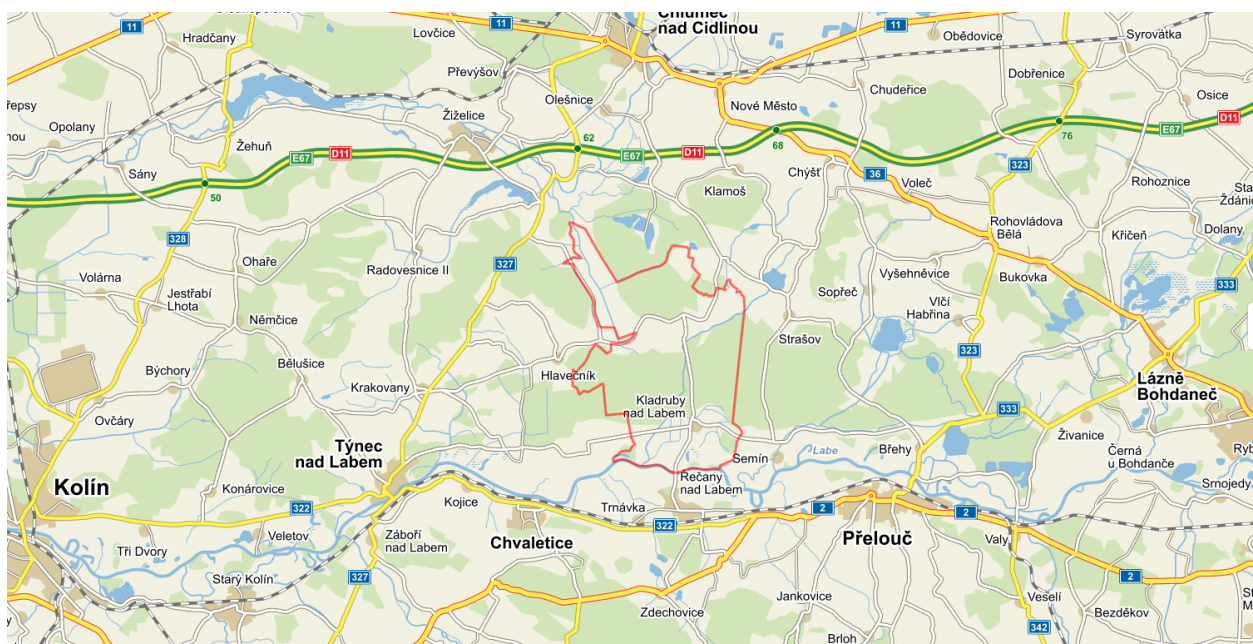 Chlumec
nad Cidlinou
11
11
11
Hradčany
Lovčice
Obědovice
Syrovátka
Převýšov
Dobřenice
Chudeřice
Osice
Olešnice
Nové Město
Opolany
Žiželice
62
D11
E67
76
68
Žehuň
E67
D11
E67
D11
Sány
50
Klamoš
Chýšť
36
323
Voleč
Rohoznice
Rohovládova
Bělá
Křičeň
Dolany
328
Ohaře
Radovesnice II
327
Volárna
Vyšehněvice
Bukovka
333
Jestřabí
Lhota
Sopřeč
Vlčí
Habřina
Němčice
Strašov
323
Bělušice
Býchory
Hlavečník
Krakovany
Lázně
Bohdaneč
Kladruby
nad Labem
333
Ovčáry
Týnec
nad Labem
Živanice
Břehy
Labe
Semín
Černá
u Bohdanče
Kolín
Konárovice
Kojice
Řečany
nad Labem
Srnojedy
322
Trnávka
322
2
2
Veletov
Záboří
nad Labem
Chvaletice
Přelouč
Valy
Tři Dvory
327
Starý Kolín
2
Zdechovice
Jankovice
Veselí
Bezděkov
342
Brloh